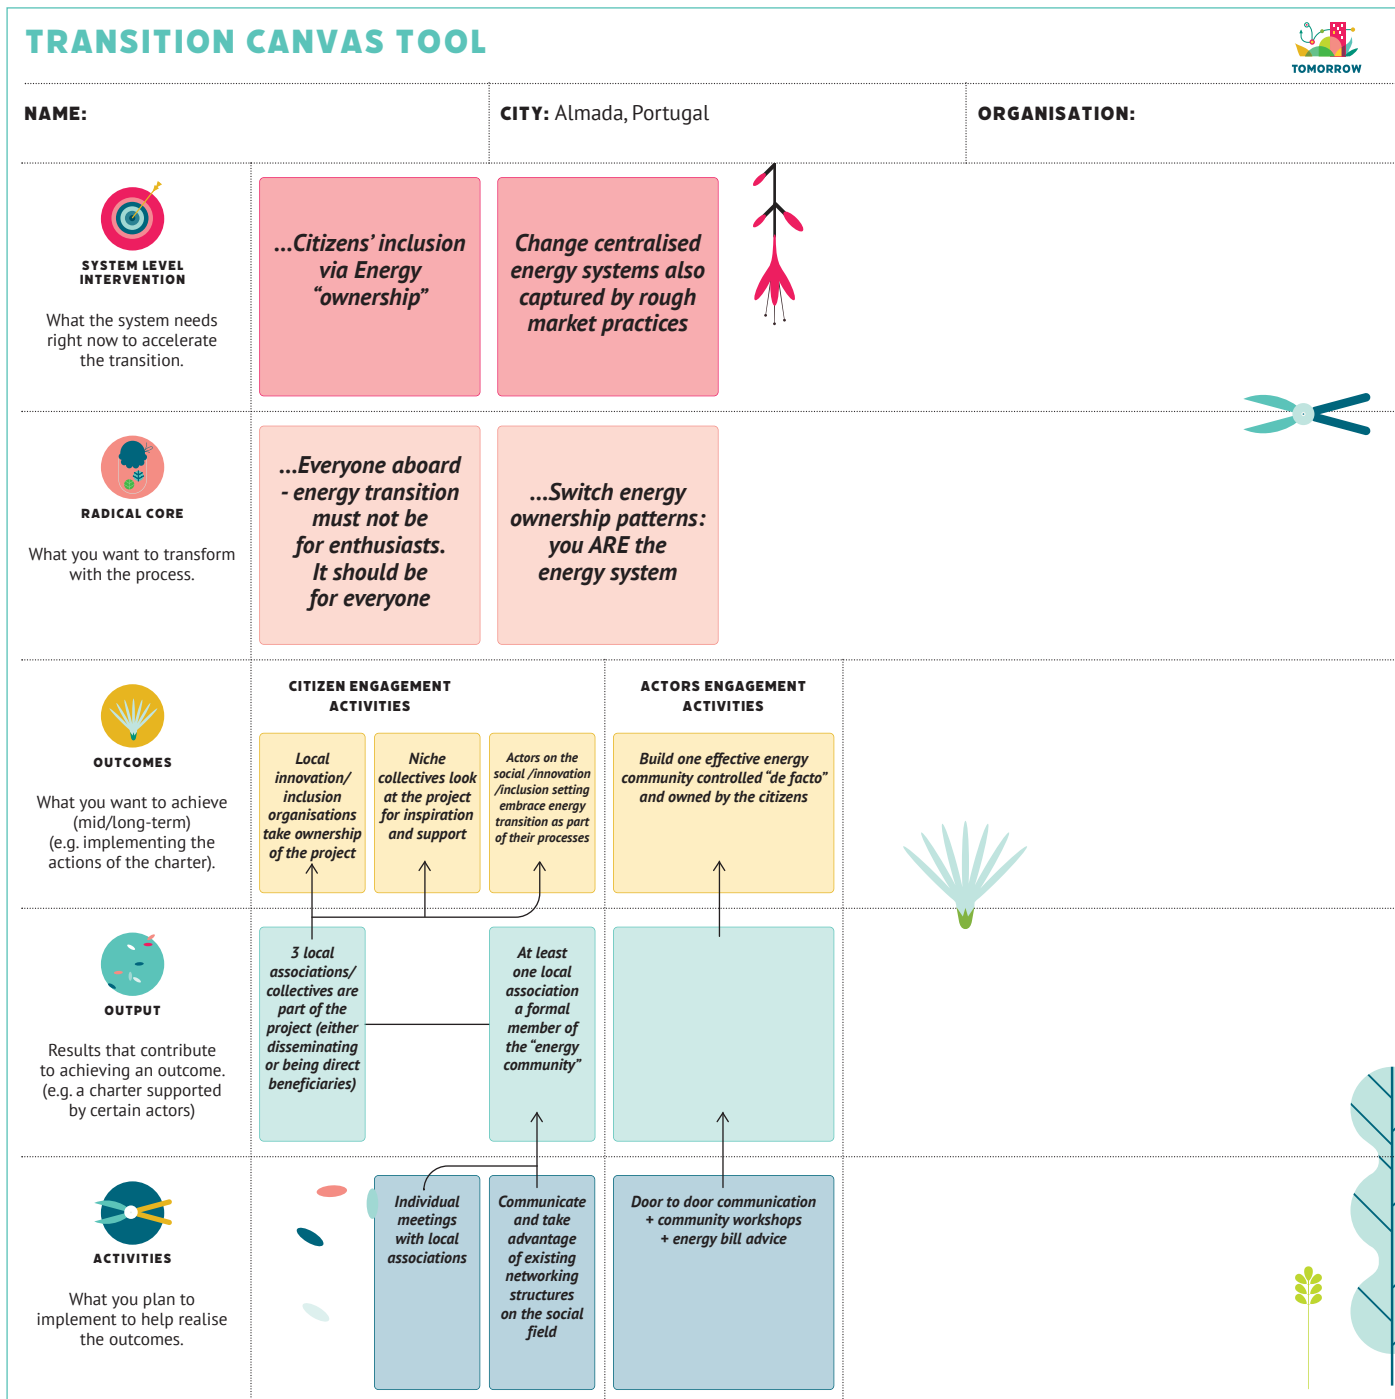 TRANSITION CANVAS TOOL
TOMORROW
NAME:
CITY: Almada, Portugal
ORGANISATION:
SYSTEM LEVEL
INTERVENTION
What the system needs
right now to accelerate
the transition.
...Citizens’ inclusion
via Energy
“ownership”
Change centralised
energy systems also
captured by rough
market practices
RADICAL CORE
What you want to transform
with the process.
...Everyone aboard
- energy transition
must not be
for enthusiasts.
It should be
for everyone
...Switch energy
ownership patterns:
you ARE the
energy system
CITIZEN ENGAGEMENT
ACTIVITIES
ACTORS ENGAGEMENT
ACTIVITIES
OUTCOMES
What you want to achieve
(mid/long-term)
(e.g. implementing the
actions of the charter).
Local
innovation/
inclusion
organisations
take ownership
of the project
Niche
collectives look
at the project
for inspiration
and support
Actors on the
social /innovation
/inclusion setting
embrace energy
transition as part
of their processes
Build one effective energy
community controlled “de facto”
and owned by the citizens
OUTPUT
Results that contribute
to achieving an outcome.
(e.g. a charter supported
by certain actors)
3 local
associations/
collectives are
part of the
project (either
disseminating
or being direct
beneficiaries)
At least
one local
association
a formal
member of
the “energy
community”
ACTIVITIES
What you plan to
implement to help realise
the outcomes.
Individual
meetings
with local
associations
Communicate
and take
advantage
of existing
networking
structures
on the social
field
Door to door communication
+ community workshops
+ energy bill advice